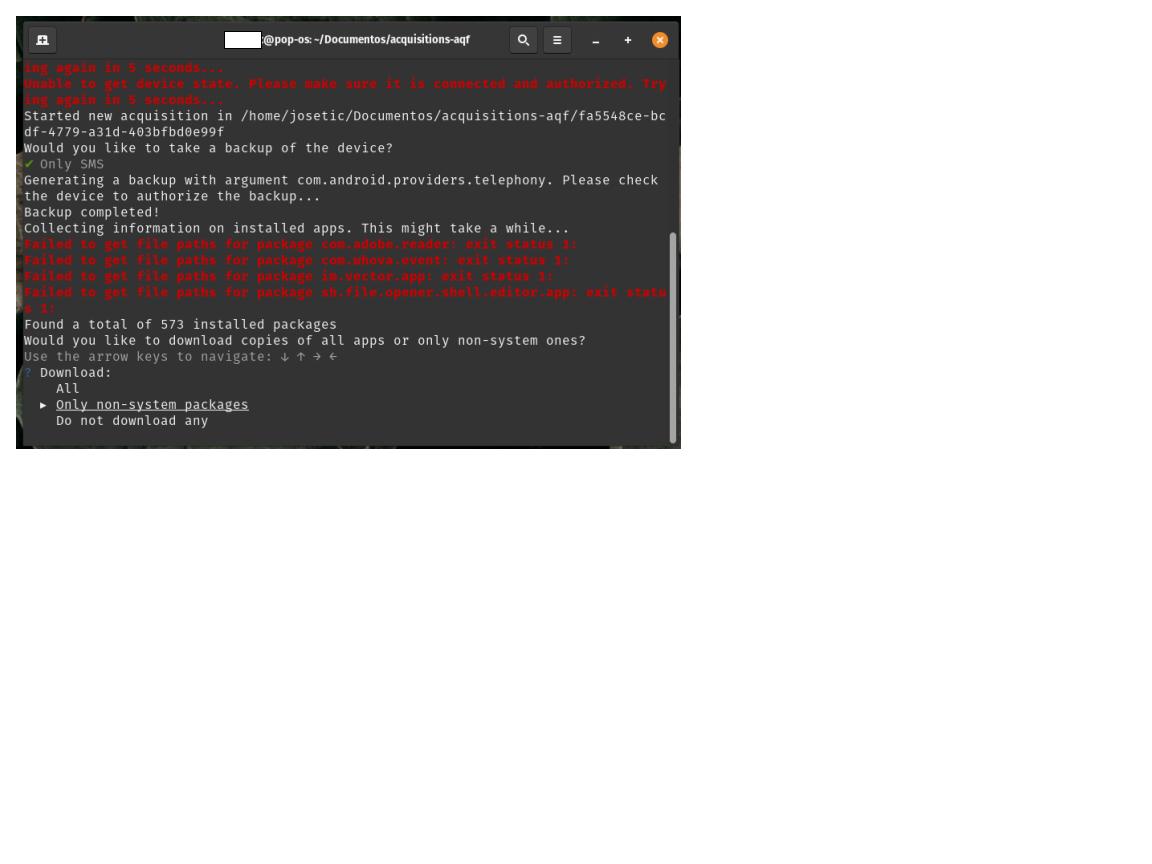 :@pop-os: ~/Documentos/acquisitions-aqf
ing again in 5 seconds...
Unable to get device state. Please make sure it is connected and authorized. Try
ing again in 5 seconds...
Started new acquisition in /home/josetic/Documentos/acquisitions-aqf/fa5548ce-bc
df-4779-a31d-403bfbd0e99f
Would you like to take a backup of the device?
✔ Only SMS
Generating a backup with argument com.android.providers.telephony. Please check
the device to authorize the backup...
Backup completed!
Collecting information on installed apps. This might take a while...
Failed to get file paths for package com.adobe.reader: exit status 1:
Failed to get file paths for package com.whova.event: exit status 1:
Failed to get file paths for package im.vector.app: exit status 1:
Failed to get file paths for package sh.file.opener.shell.editor.app: exit statu
s 1:
Found a total of 573 installed packages
Would you like to download copies of all apps or only non-system ones?
Use the arrow keys to navigate: ↓ ↑ → ←
? Download:
All
▸ Only non-system packages
Do not download any